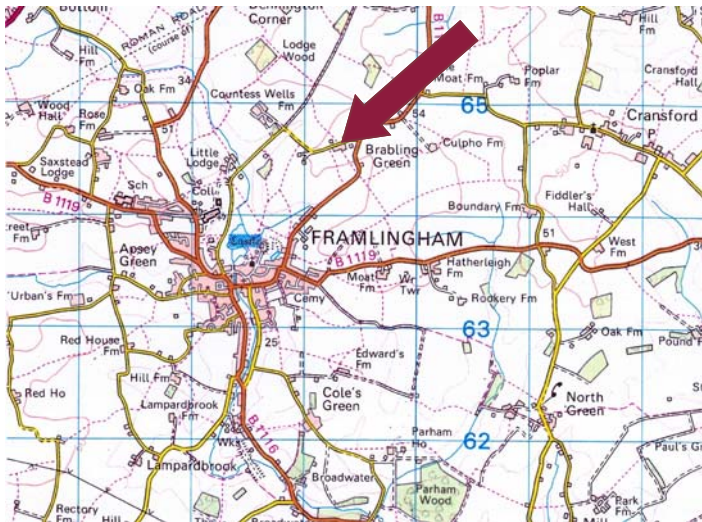 Bottom
Corner
Hill
Fm
ROMAN ROAD
(course of)
34
Lodge
Wood
B 11
Hill
Fm
Moat Fm
Poplar
Fm
Cransford
Hall
Oak Fm
Countess Wells
Fm
65
Cransford
P
Wood
Hall
Rose
Fm
51
54
Saxstead
Lodge
Little
Lodge
Brabling
Green
Culpho Fm
Sch
Coll
B 1119
Castle
Boundary Fm
Fiddler's
Hall
Fm
Apsey
Green
FRAMLINGHAM
B 1119
51
West
Fm
Moat
Fm
Wr
Twr
Hatherleigh
Fm
'Urban's Fm
Cemy
Rookery Fm
63
Oak Fm
Pound
Red House
Fm
25
Edward's
Fm
Hill Fm
Red Ho
Lampardbrook
Fm
Cole's
Green
North
Green
B 1116
Wks
Parham
Ho
62
Lampardbrook
Broadwater
Parham
Wood
Paul's
Rectory
Fm
Hill
Park
Fm